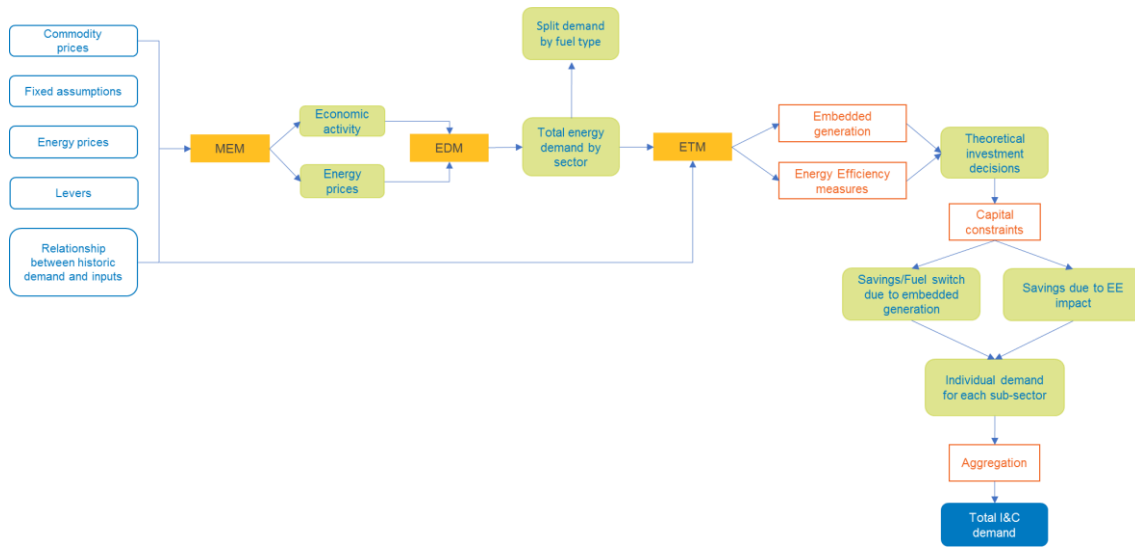 Commodity
prices
Fixed assumptions
Energy prices
Levers
Relationship
between historic
demand and inputs
MEM
Economic
activity
Energy
prices
EDM
Split demand
by fuel type
Total energy
demand by
sector
ETM
Embedded
generation
Energy Efficiency
measures
Theoretical
investment
decisions
Capital
constraints
Savings/Fuel switch
due to embedded
generation
Savings due to EE
impact
Individual demand
for each sub-sector
Aggregation
Total I&C
demand